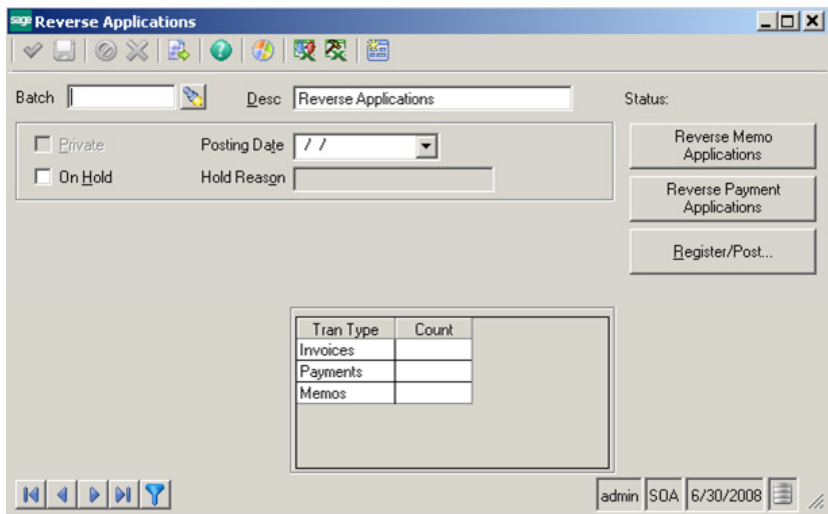 sage Reverse Applications
Batch Desc Reverse Applications Status:
Private Posting Date / / Reverse Memo Applications
On Hold Hold Reason Reverse Payment Applications
Register/Post...
Tran Type Count
Invoices
Payments
Memos
admin SOA 6/30/2008